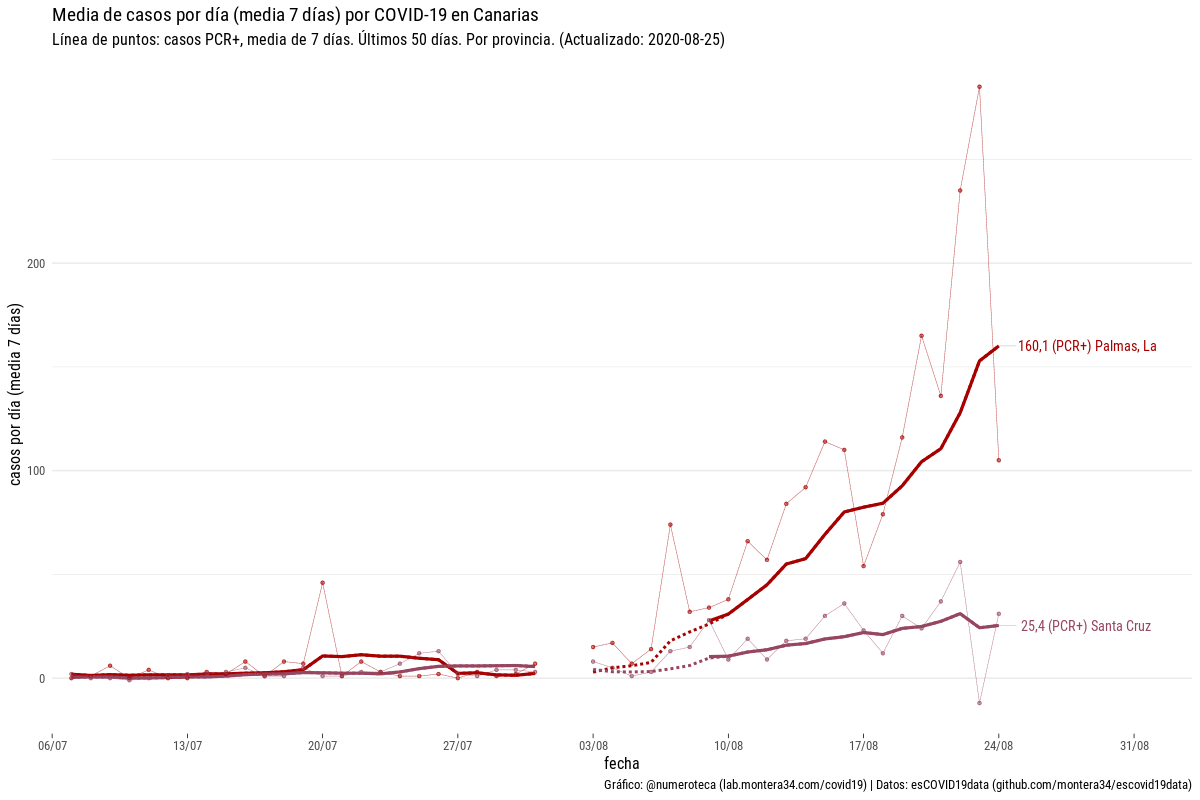 Media de casos por día (media 7 días) por COVID-19 en Canarias
Línea de puntos: casos PCR+, media de 7 días. Últimos 50 días. Por provincia. (Actualizado: 2020-08-25)
casos por día (media 7 días)
200
100
0
160,1 (PCR+) Palmas, La
25,4 (PCR+) Santa Cruz
06/07 13/07 20/07 27/07 03/08 10/08 17/08 24/08 31/08
fecha
Gráfico: @numeroteca (lab.montera34.com/covid19) | Datos: esCOVID19data (github.com/montera34/escovid19data)